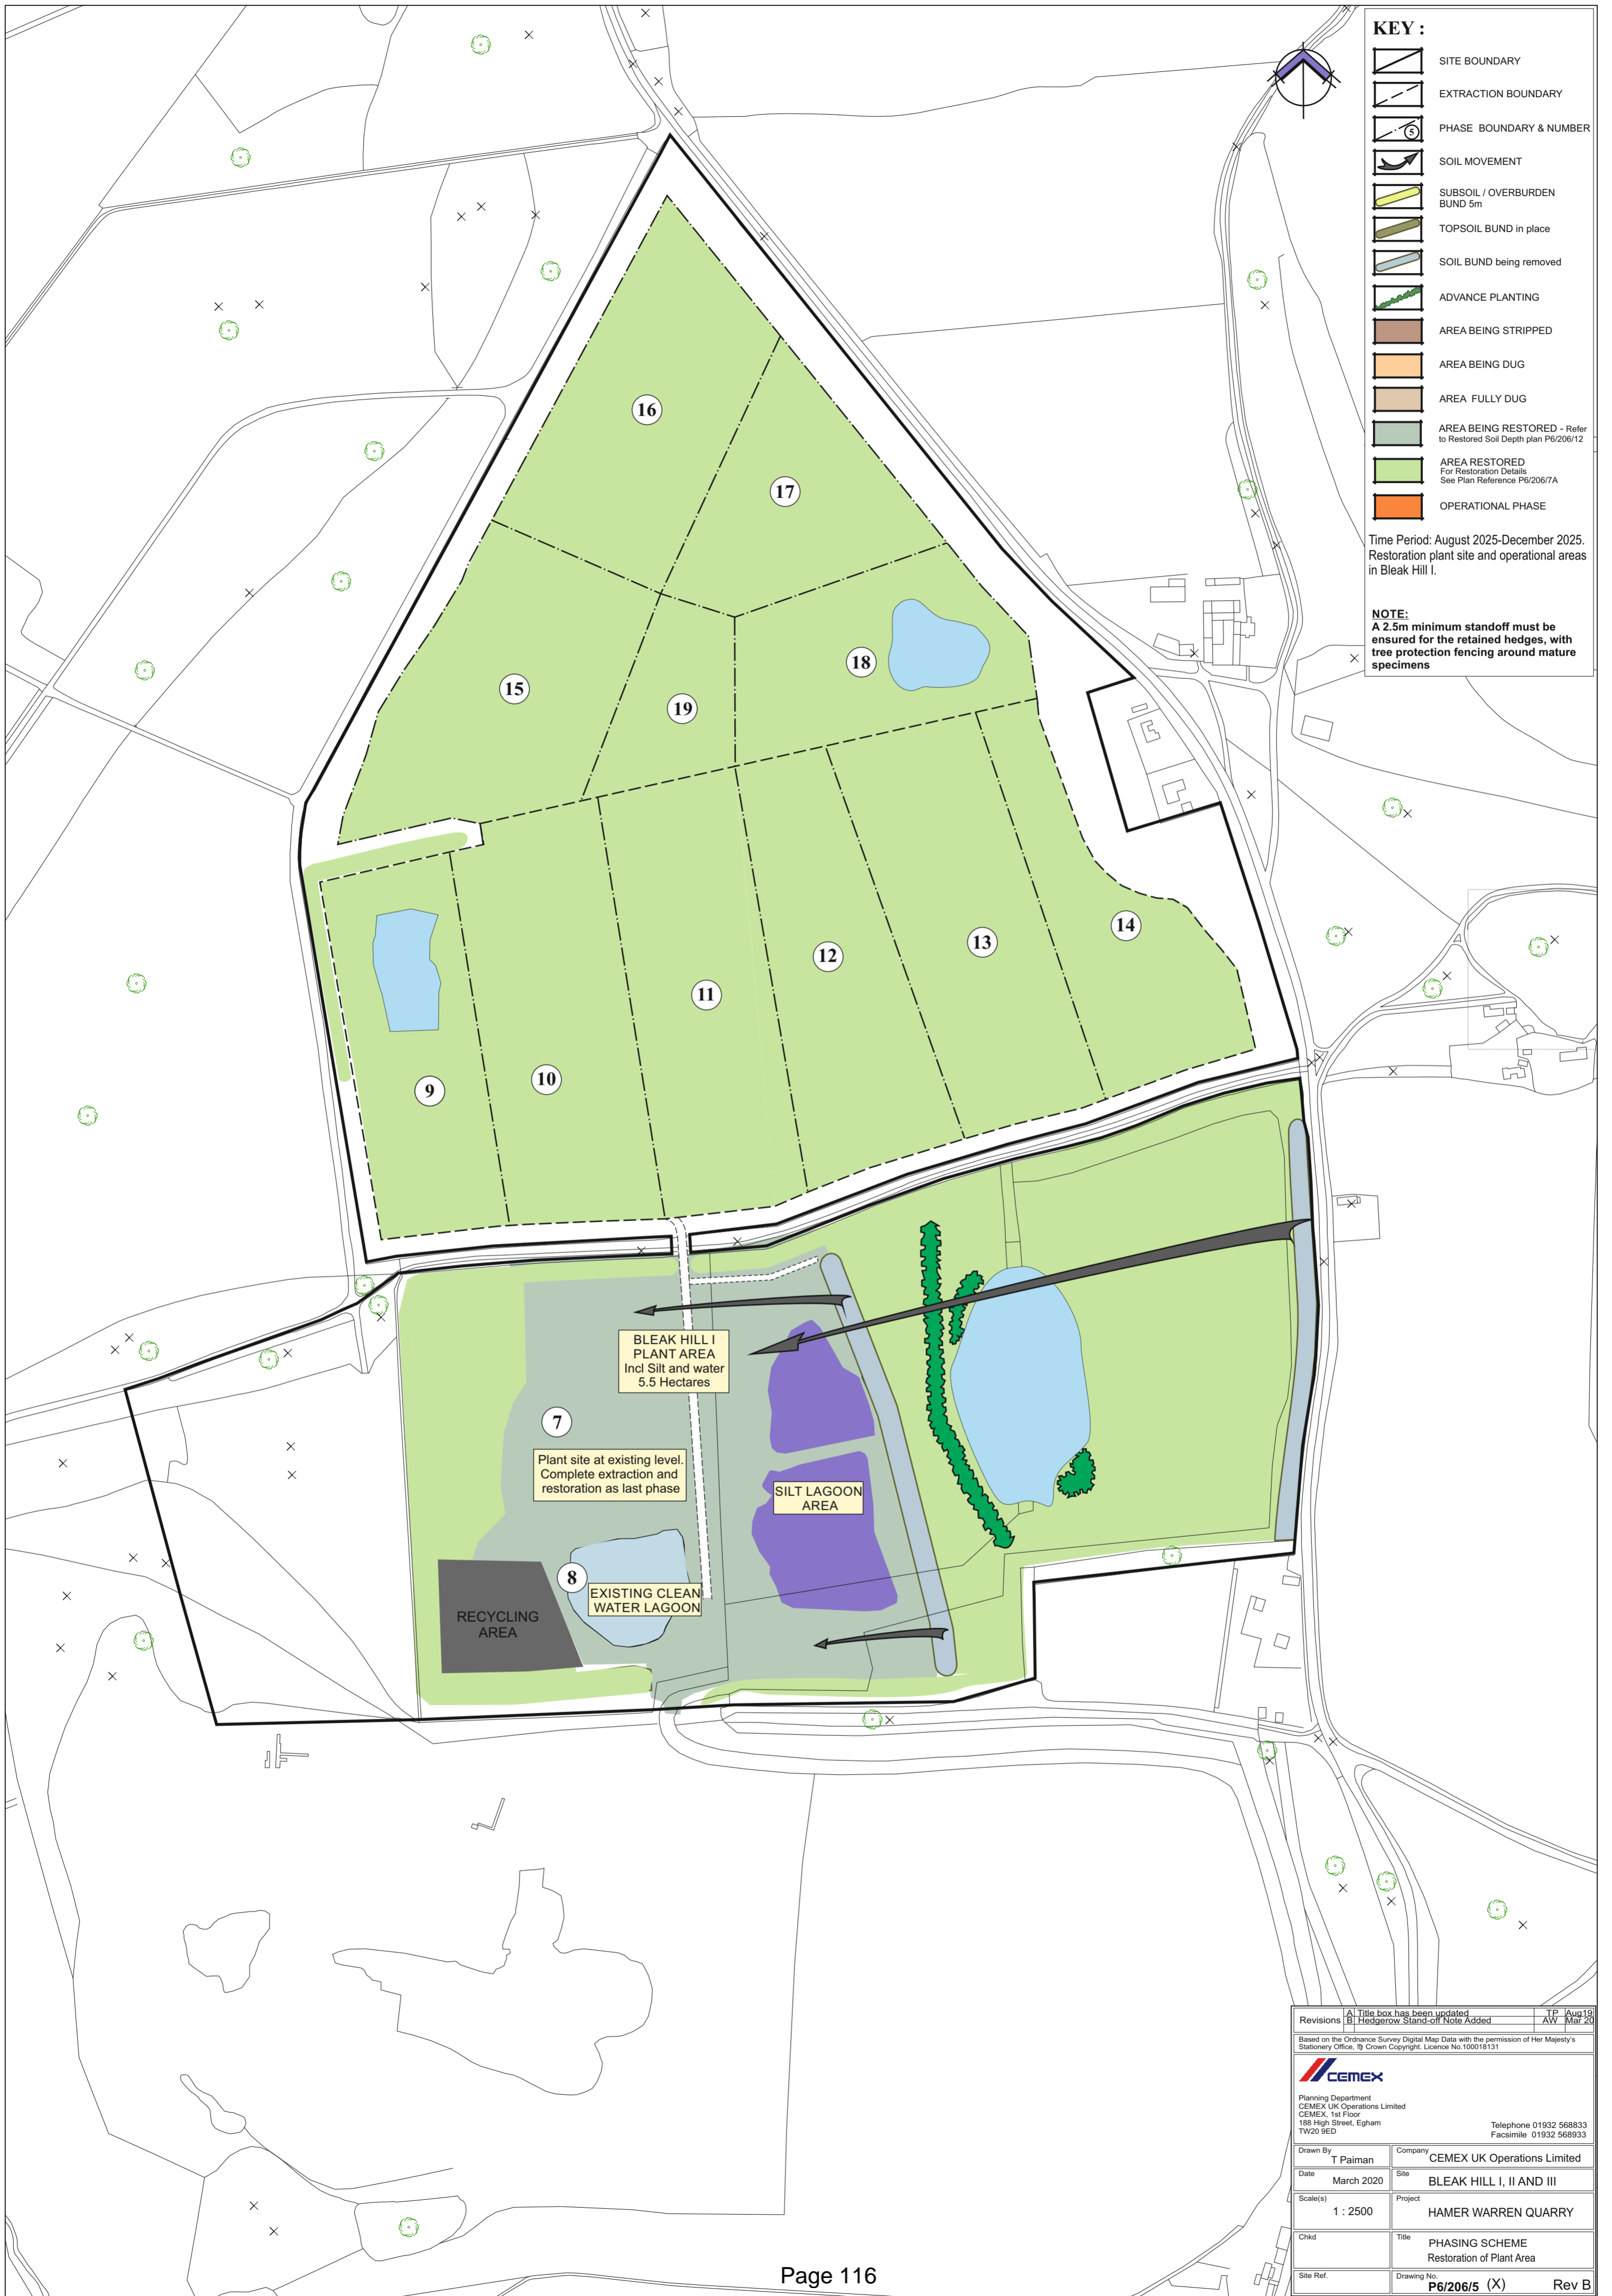 KEY :
SITE BOUNDARY
EXTRACTION BOUNDARY
5
PHASE BOUNDARY & NUMBER
SOIL MOVEMENT
SUBSOIL / OVERBURDEN
BUND 5m
TOPSOIL BUND in place
SOIL BUND being removed
ADVANCE PLANTING
AREA BEING STRIPPED
AREA BEING DUG
AREA FULLY DUG
AREA BEING RESTORED - Refer
to Restored Soil Depth plan P6/206/12
AREA RESTORED
For Restoration Details
See Plan Reference P6/206/7A
OPERATIONAL PHASE
Time Period: August 2025-December 2025.
Restoration plant site and operational areas
in Bleak Hill I.
NOTE:
A 2.5m minimum standoff must be
ensured for the retained hedges, with
tree protection fencing around mature
specimens
16
17
18
15
19
14
13
12
11
10
9
BLEAK HILL I
PLANT AREA
Incl Silt and water
5.5 Hectares
7
Plant site at existing level.
Complete extraction and
restoration as last phase
SILT LAGOON
AREA
8
EXISTING CLEAN
WATER LAGOON
RECYCLING
AREA
Revisions
A Title box has been updated TP Aug19
B Hedgerow Stand-off Note Added AW Mar 20
Based on the Ordnance Survey Digital Map Data with the permission of Her Majesty's
Stationery Office, Crown Copyright. Licence No.100018131
CEMEX
Planning Department
CEMEX UK Operations Limited
CEMEX, 1st Floor
188 High Street, Egham
TW20 9ED
Telephone 01932 568833
Facsimile 01932 568933
Drawn By
T Paiman
Company
CEMEX UK Operations Limited
Date
March 2020
Site
BLEAK HILL I, II AND III
Scale(s)
1 : 2500
Project
HAMER WARREN QUARRY
Chkd
Title
PHASING SCHEME
Restoration of Plant Area
Site Ref.
Drawing No.
P6/206/5 (X) Rev B
Page 116